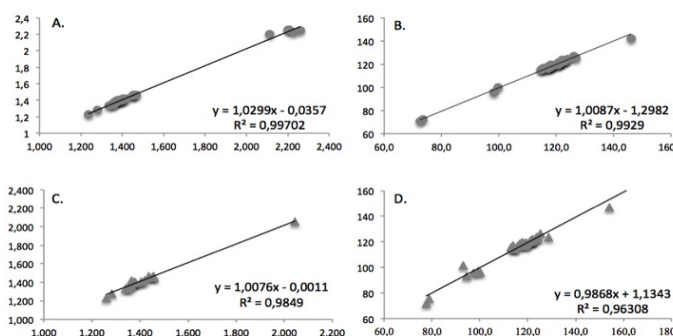 A.
2,4
2,2
2
1,8
1,6
1,4
1,2
1
1,000 1,200 1,400 1,600 1,800 2,000 2,200 2,400
y = 1,0299x - 0,0357
R² = 0,99702
B.
160
140
120
100
80
60
60,0 80,0 100,0 120,0 140,0 16
y = 1,0087x - 1,2982
R² = 0,9929
C.
2,400
2,200
2,000
1,800
1,600
1,400
1,200
1,000
1.000 1.200 1.400 1.600 1.800 2.000 2.200
y = 1,0076x - 0,0011
R² = 0,9849
D.
160
140
120
100
80
60
60,0 80,0 100,0 120,0 140,0 160,0 18
y = 0,9868x + 1,1343
R² = 0,96308